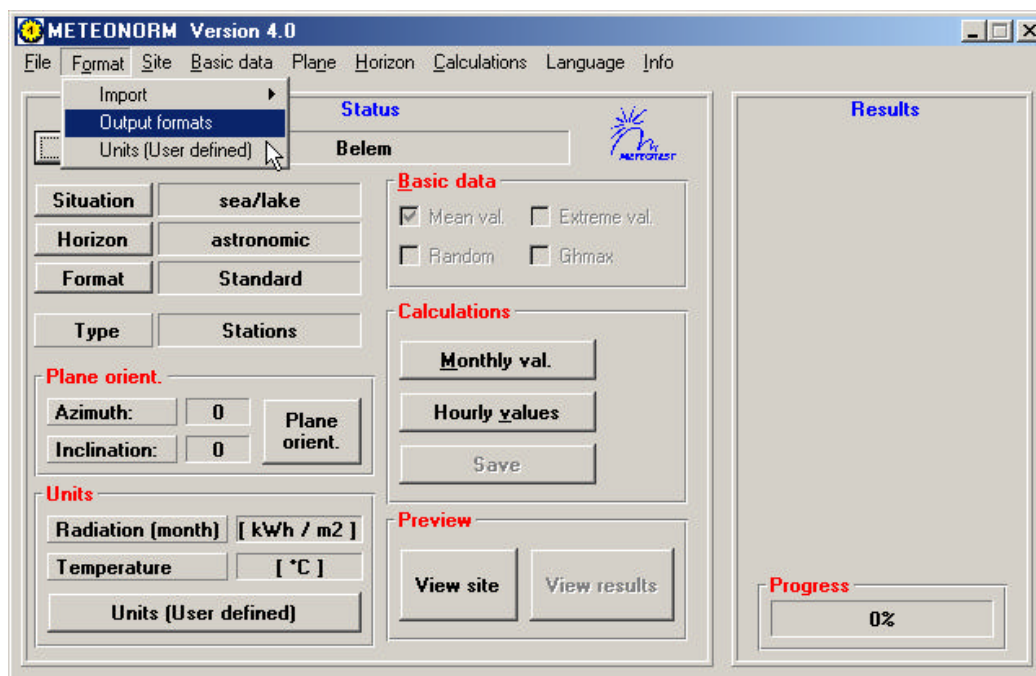 METEONORM Version 4.0
File Format Site Basic data Plane Horizon Calculations Language Info
Import
Output formats
Units (User defined)
Status
Belem
METEOTEST
Situation sea/lake
Horizon astronomic
Format Standard
Type Stations
Plane orient.
Azimuth: 0
Inclination: 0
Plane
orient.
Units
Radiation (month) [ kWh / m2 ]
Temperature [ °C ]
Units (User defined)
Basic data
Mean val. Extreme val.
Random Ghmax
Calculations
Monthly val.
Hourly values
Save
Preview
View site View results
Results
Progress
0%